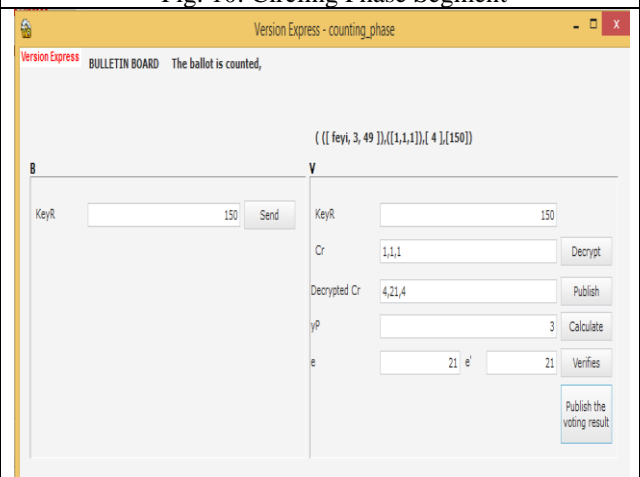 Fig. 10: Circling Phase Segment
Version Express - counting_phase
Version Express BULLETIN BOARD The ballot is counted,
( ([ feyi, 3, 49 ]),([1,1,1]),[ 4 ],[150])
B
V
KeyR 150 Send
KeyR 150
Cr 1,1,1 Decrypt
Decrypted Cr 4,21,4 Publish
yP 3 Calculate
e 21 e' 21 Verifies
Publish the
voting result